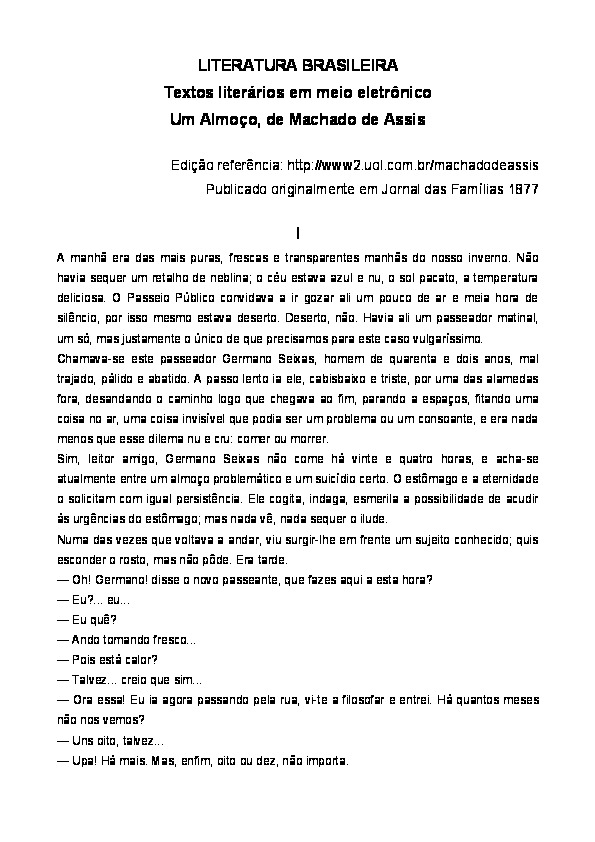 LITERATURA BRASILEIRA
Textos literários em meio eletrônico
Um Almoço, de Machado de Assis
Edição referência: http://www2.uol.com.br/machadodeassis
Publicado originalmente em Jornal das Famílias 1877
I
A manhã era das mais puras, frescas e transparentes manhãs do nosso inverno. Não
havia sequer um retalho de neblina; o céu estava azul e nu, o sol pacato, a temperatura
deliciosa. O Passeio Público convidava a ir gozar ali um pouco de ar e meia hora de
silêncio, por isso mesmo estava deserto. Deserto, não. Havia ali um passeador matinal,
um só, mas justamente o único de que precisamos para este caso vulgaríssimo.
Chamava-se este passeador Germano Seixas, homem de quarenta e dois anos, mal
trajado, pálido e abatido. A passo lento ia ele, cabisbaixo e triste, por uma das alamedas
fora, desandando o caminho logo que chegava ao fim, parando a espaços, fitando uma
coisa no ar, uma coisa invisível que podia ser um problema ou um consoante, e era nada
menos que esse dilema nu e cru: comer ou morrer.
Sim, leitor amigo, Germano Seixas não come há vinte e quatro horas, e acha-se
atualmente entre um almoço problemático e um suicídio certo. O estômago e a eternidade
o solicitam com igual persistência. Ele cogita, indaga, esmerila a possibilidade de acudir
às urgências do estômago; mas nada vê, nada sequer o ilude.
Numa das vezes que voltava a andar, viu surgir-lhe em frente um sujeito conhecido; quis
esconder o rosto, mas não pôde. Era tarde.
— Oh! Germano! disse o novo passeante, que fazes aqui a esta hora?
— Eu?... eu...
— Eu quê?
— Ando tomando fresco...
— Pois está calor?
— Talvez... creio que sim...
— Ora essa! Eu ia agora passando pela rua, vi-te a filosofar e entrei. Há quantos meses
não nos vemos?
— Uns oito, talvez...
— Upa! Há mais. Mas, enfim, oito ou dez, não importa.